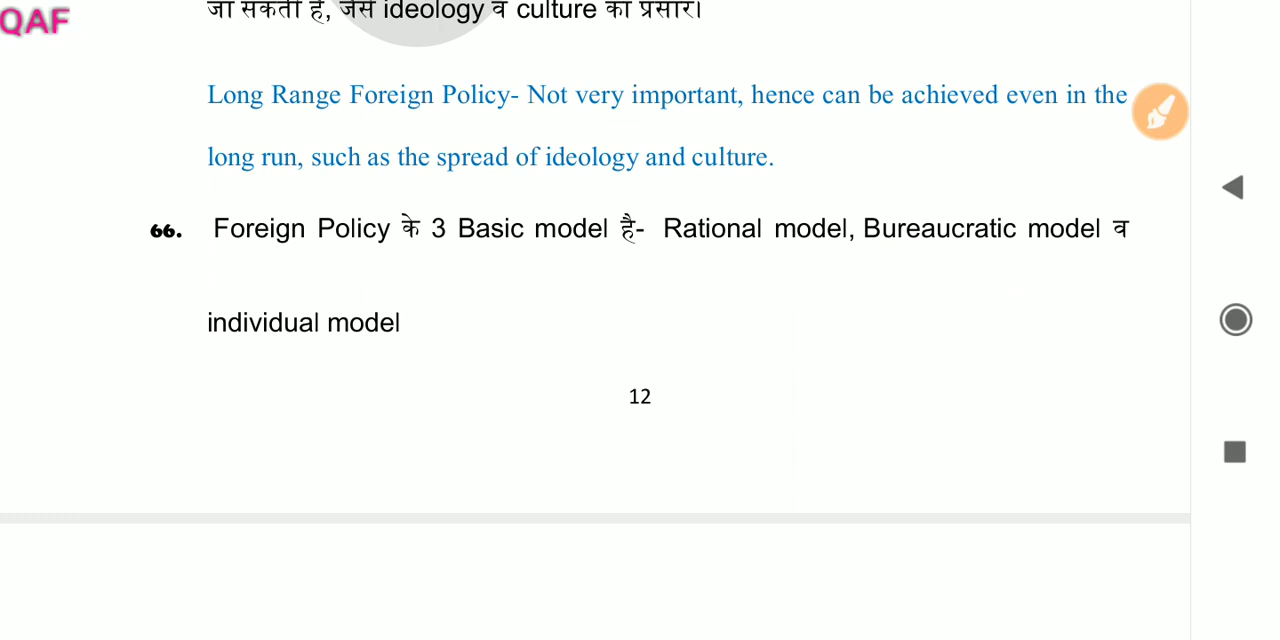 QAF
जा सकती है, जैसे ideology व culture का प्रसार।
Long Range Foreign Policy- Not very important, hence can be achieved even in the
long run, such as the spread of ideology and culture.
66. Foreign Policy के 3 Basic model है- Rational model, Bureaucratic model व
individual model
12